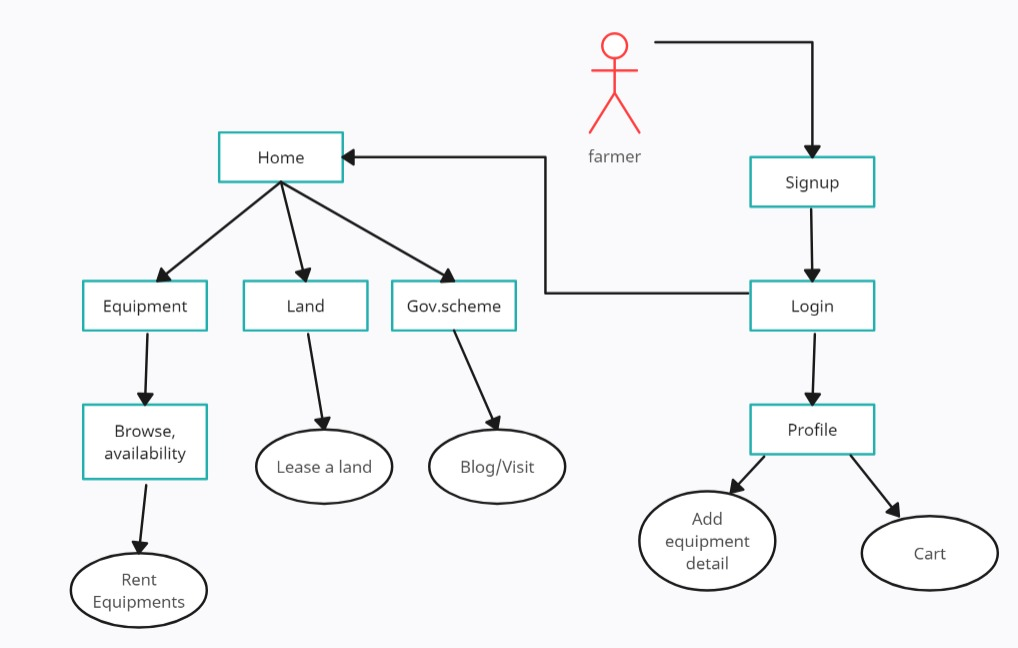 farmer
Home
Signup
Equipment
Land
Gov.scheme
Login
Browse,
availability
Lease a land
Blog/Visit
Profile
Add
equipment
detail
Cart
Rent
Equipments